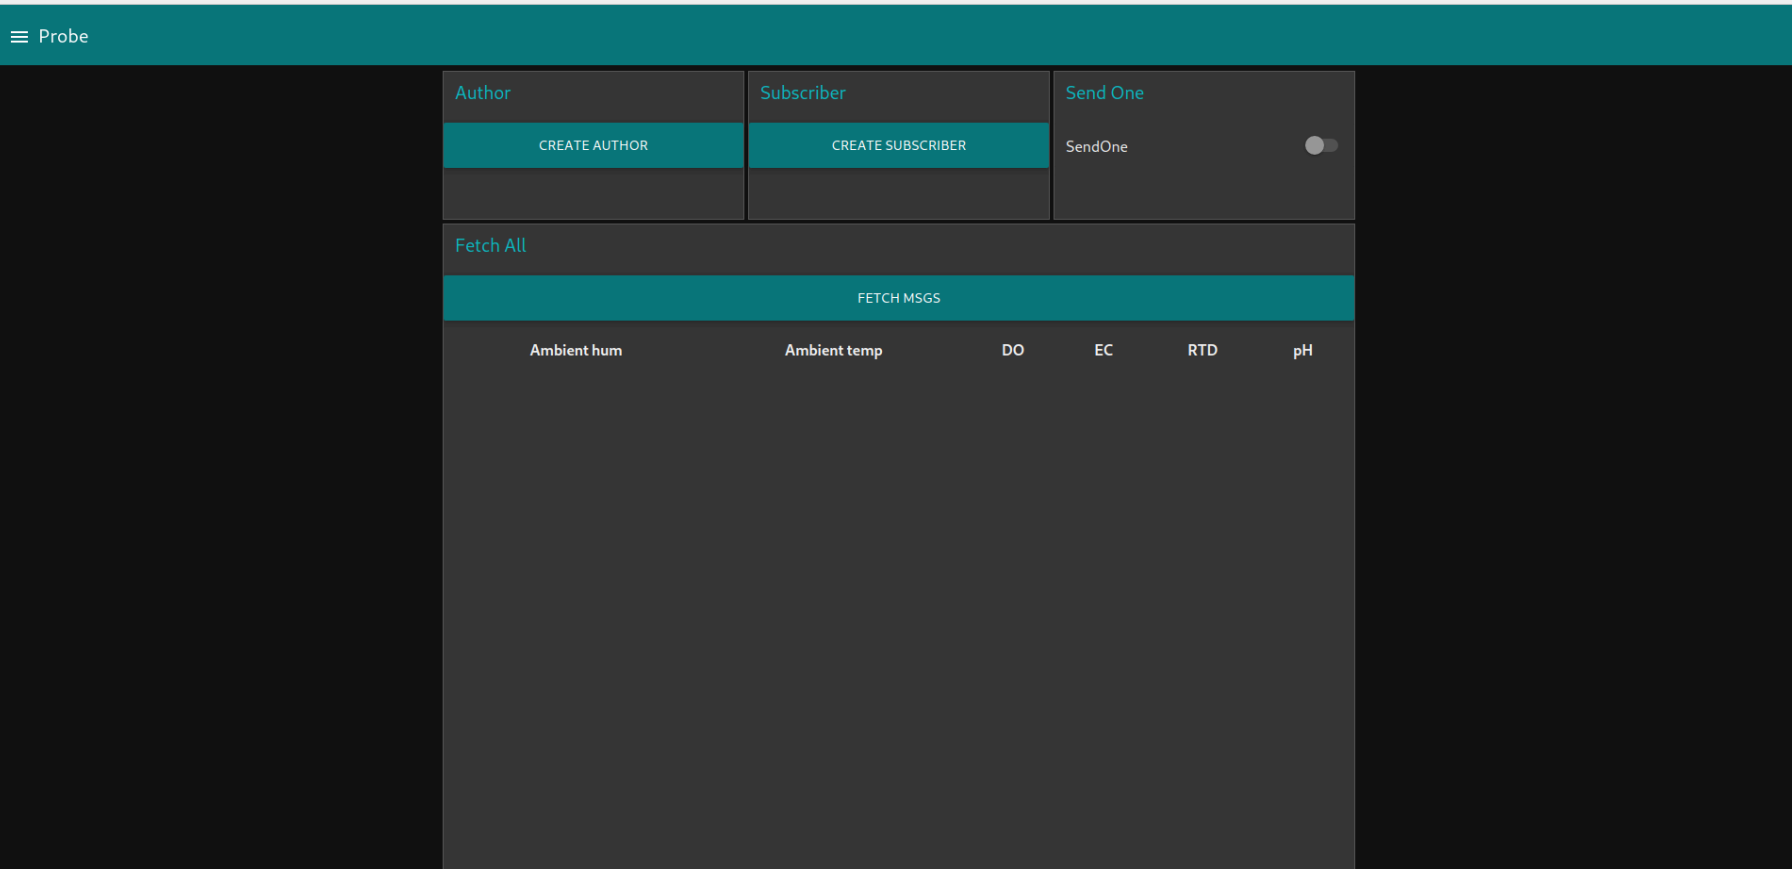 Probe
Author
CREATE AUTHOR
Subscriber
CREATE SUBSCRIBER
Send One
SendOne
Fetch All
FETCH MSGS
Ambient hum Ambient temp DO EC RTD pH